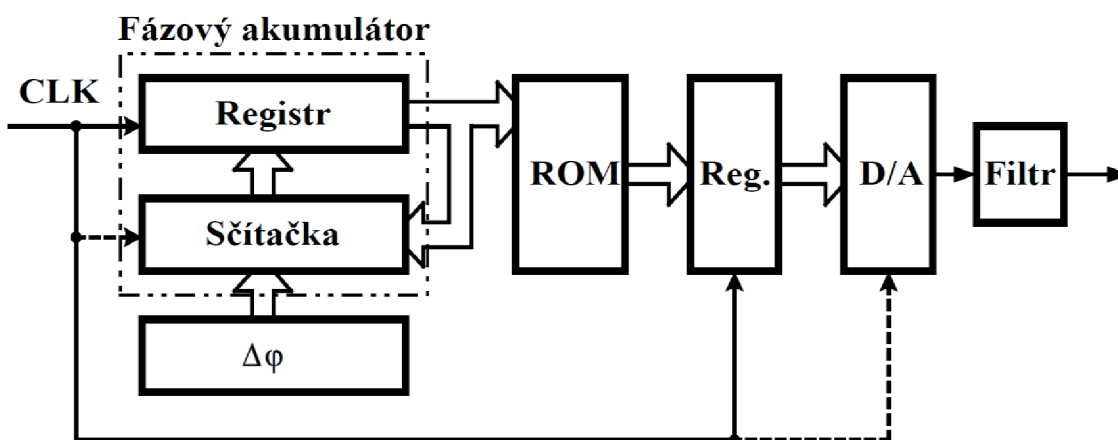 Fázový akumulátor
CLK
Registr
ROM
Reg.
D/A
Filtr
Sčítačka
Δφ